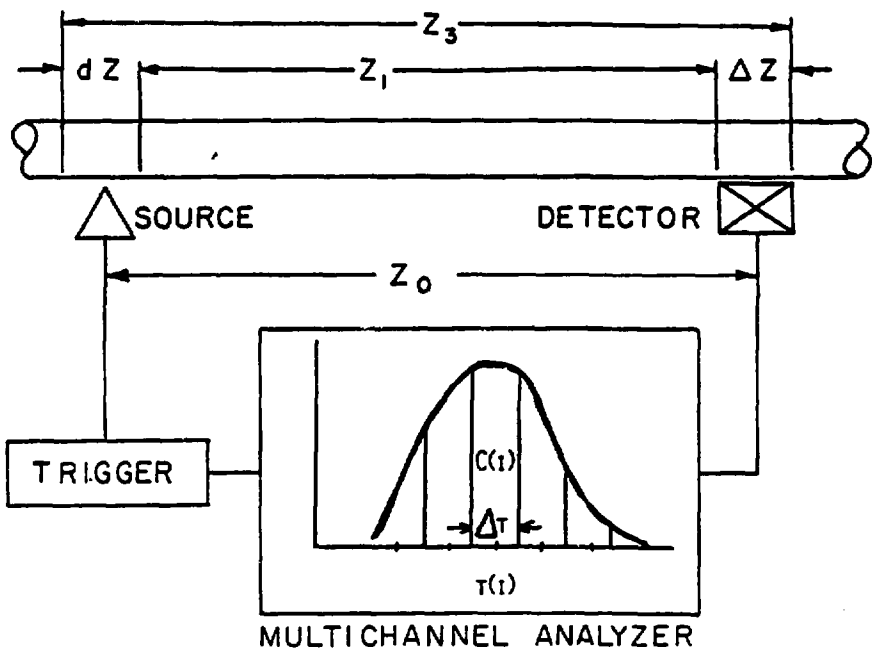 Z₃
dZ
Z₁
ΔZ
SOURCE
DETECTOR
Z₀
TRIGGER
C(I)
ΔT
T(I)
MULTICHANNEL ANALYZER